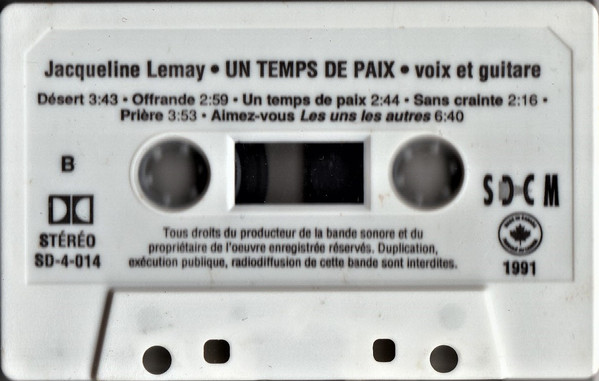 Jacqueline Lemay • UN TEMPS DE PAIX • voix et guitare
Désert 3:43 • Offrande 2:59 • Un temps de paix 2:44 • Sans crainte 2:16 •
Prière 3:53 • Aimez-vous Les uns les autres 6:40
B
STÉRÉO
SD-4-014
SDCM
1991
Tous droits du producteur de la bande sonore et du
propriétaire de l'oeuvre enregistrée réservés. Duplication,
exécution publique, radiodiffusion de cette bande sont interdites.